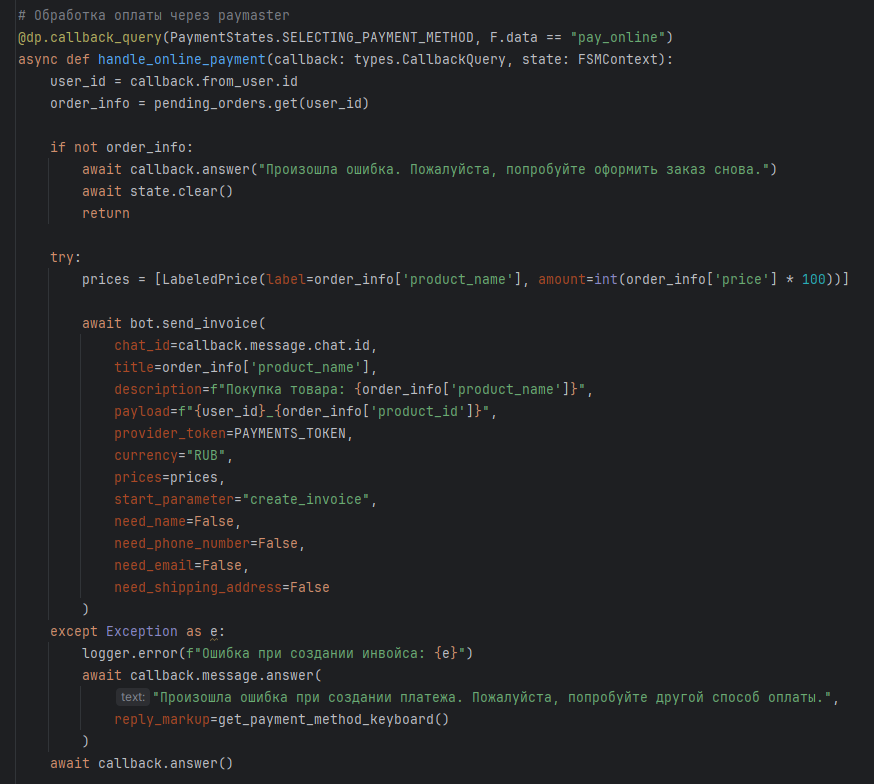 # Обработка оплаты через paymaster
@dp.callback_query(PaymentStates.SELECTING_PAYMENT_METHOD, F.data == "pay_online")
async def handle_online_payment(callback: types.CallbackQuery, state: FSMContext):
    user_id = callback.from_user.id
    order_info = pending_orders.get(user_id)

    if not order_info:
        await callback.answer("Произошла ошибка. Пожалуйста, попробуйте оформить заказ снова.")
        await state.clear()
        return

    try:
        prices = [LabeledPrice(label=order_info['product_name'], amount=int(order_info['price'] * 100))]

        await bot.send_invoice(
            chat_id=callback.message.chat.id,
            title=order_info['product_name'],
            description=f"Покупка товара: {order_info['product_name']}",
            payload=f"{user_id}_{order_info['product_id']}",
            provider_token=PAYMENTS_TOKEN,
            currency="RUB",
            prices=prices,
            start_parameter="create_invoice",
            need_name=False,
            need_phone_number=False,
            need_email=False,
            need_shipping_address=False
        )
    except Exception as e:
        logger.error(f"Ошибка при создании инвойса: {e}")
        await callback.message.answer(
            text: "Произошла ошибка при создании платежа. Пожалуйста, попробуйте другой способ оплаты.",
            reply_markup=get_payment_method_keyboard()
        )
    await callback.answer()